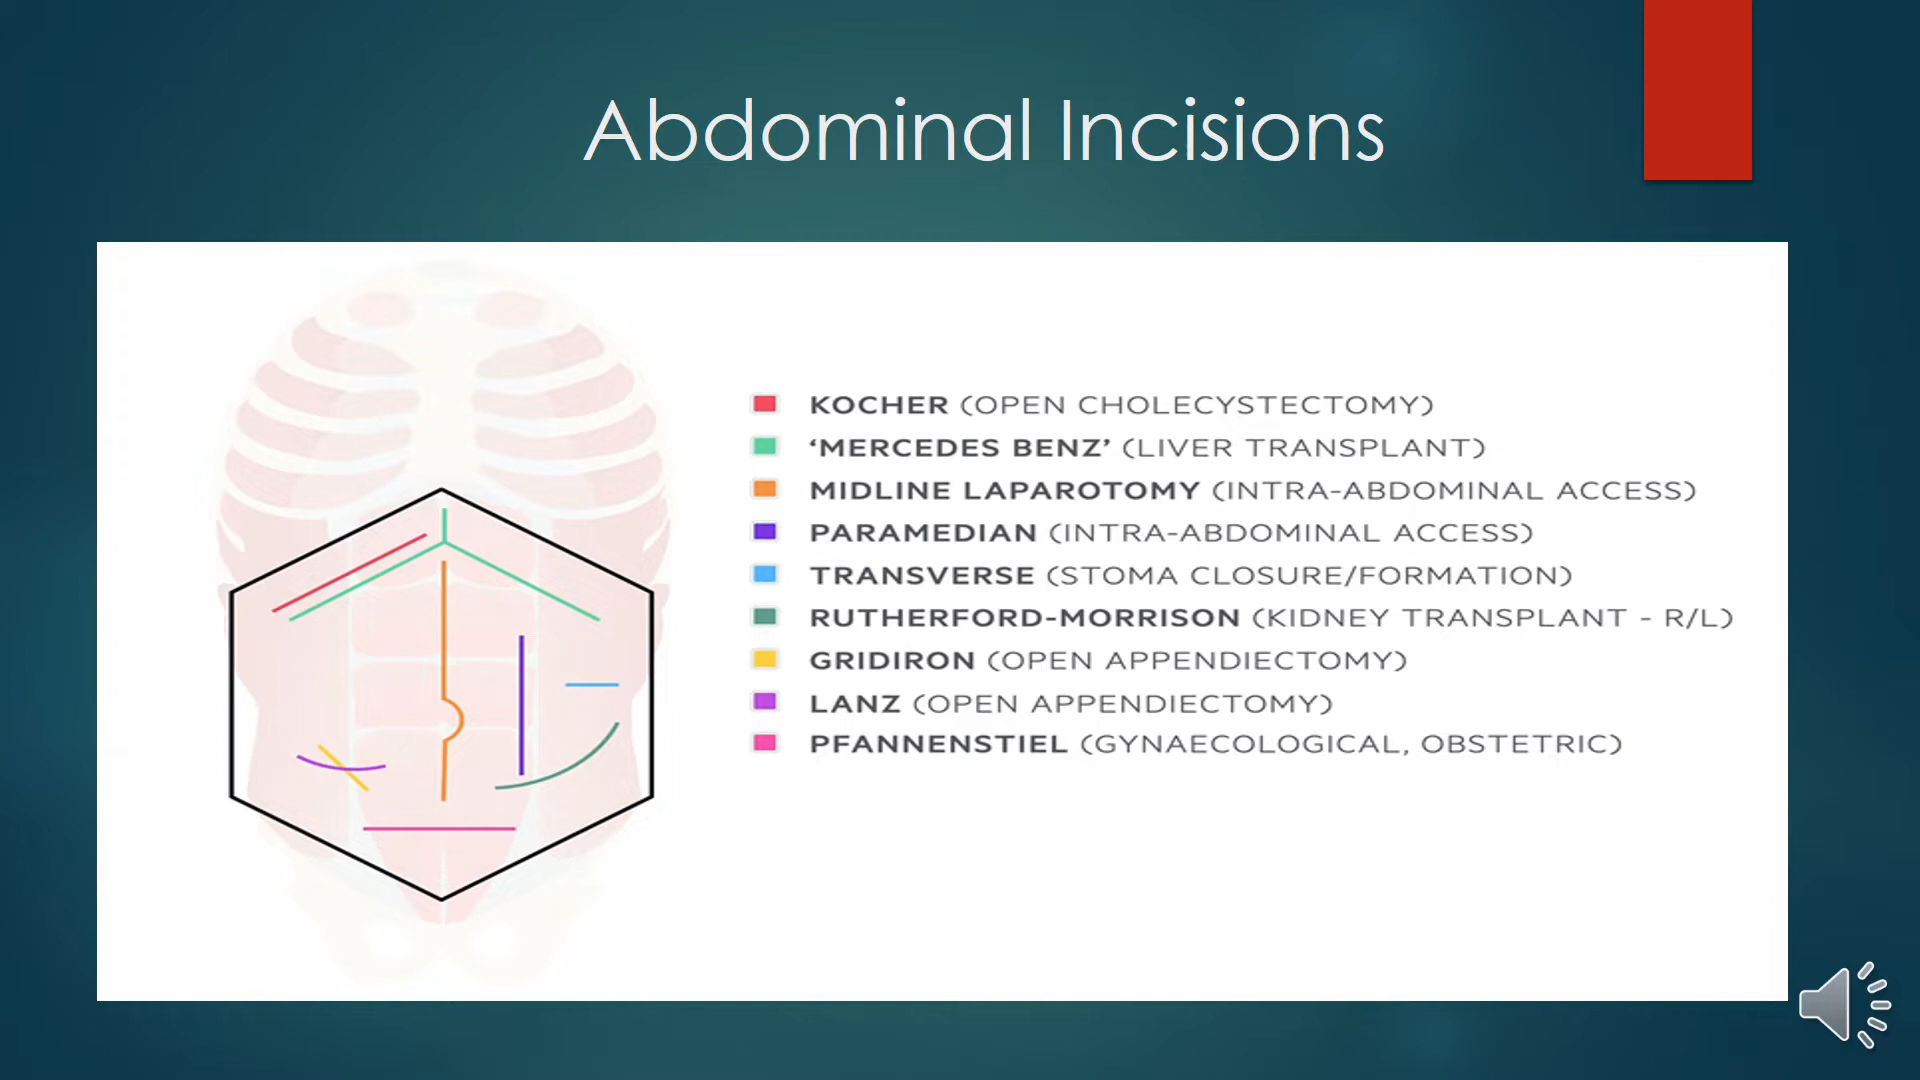 Abdominal Incisions
KOCHER (OPEN CHOLECYSTECTOMY)
‘MERCEDES BENZ’ (LIVER TRANSPLANT)
MIDLINE LAPAROTOMY (INTRA-ABDOMINAL ACCESS)
PARAMEDIAN (INTRA-ABDOMINAL ACCESS)
TRANSVERSE (STOMA CLOSURE/FORMATION)
RUTHERFORD-MORRISON (KIDNEY TRANSPLANT - R/L)
GRIDIRON (OPEN APPENDIECTOMY)
LANZ (OPEN APPENDIECTOMY)
PFANNENSTIEL (GYNAECOLOGICAL, OBSTETRIC)